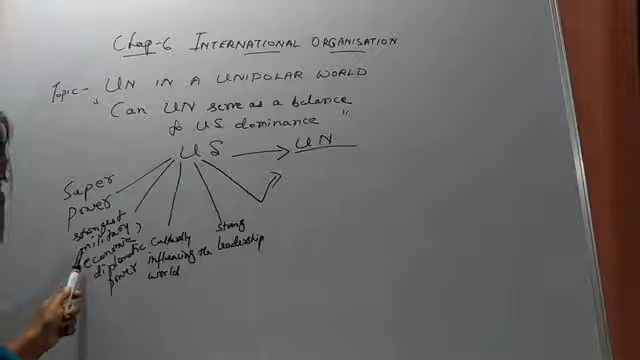 Chap-6 INTERNATIONAL ORGANISATION
Topic- UN IN A UNIPOLAR WORLD
" Can UN serve as a balance
to US dominance "
US → UN
Super
Power
strongest
military,
economic
diplomatic
power
culturally
influencing the
world
strong
leadership